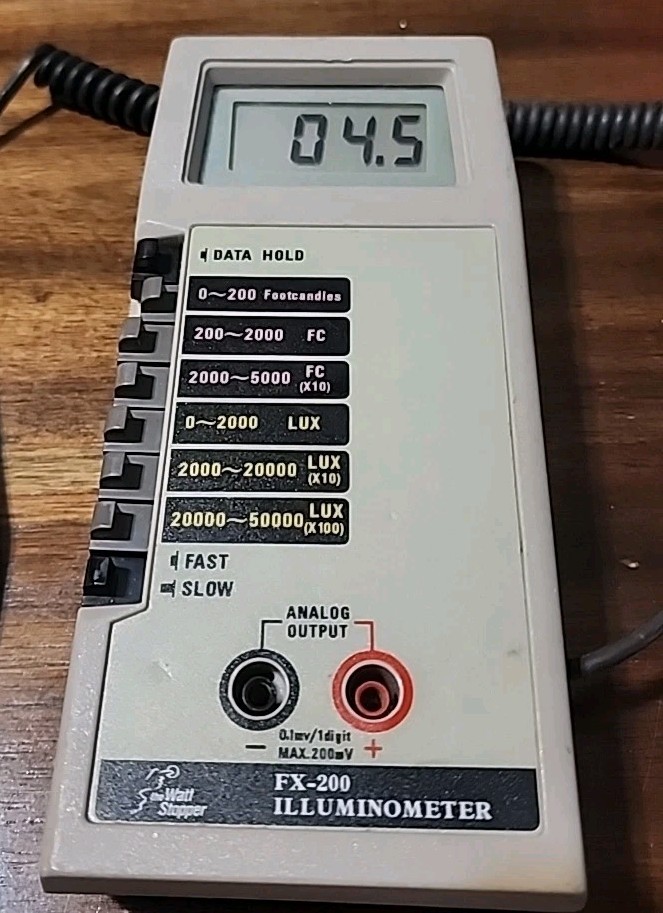 04.5
DATA HOLD
0~200 Footcandles
200~2000 FC
2000~5000 FC (X10)
0~2000 LUX
2000~20000 LUX (X10)
20000~50000 LUX (X100)
FAST
SLOW
ANALOG
OUTPUT
0.1mv/1digit
− MAX.200mV +
the Watt
Stopper
FX-200
ILLUMINOMETER